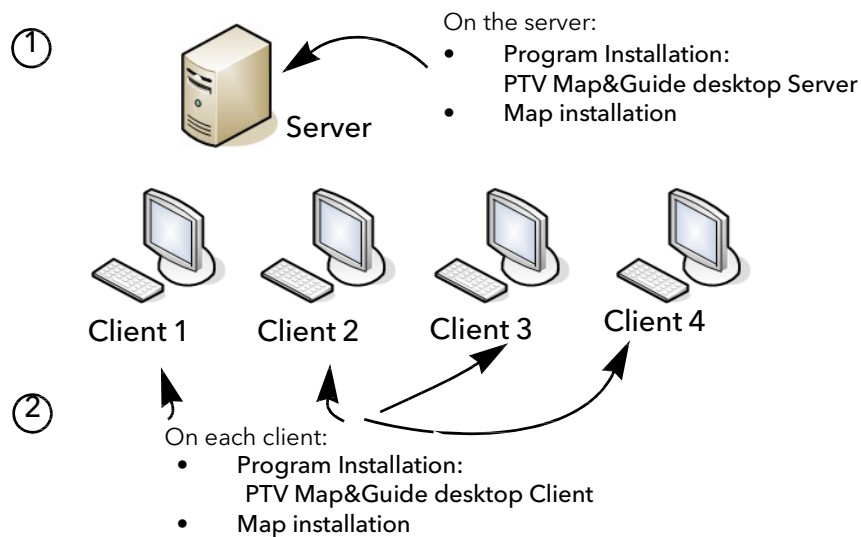 1
On the server:
• Program Installation:
PTV Map&Guide desktop Server
• Map installation
Server
Client 1 Client 2 Client 3 Client 4
2
On each client:
• Program Installation:
PTV Map&Guide desktop Client
• Map installation